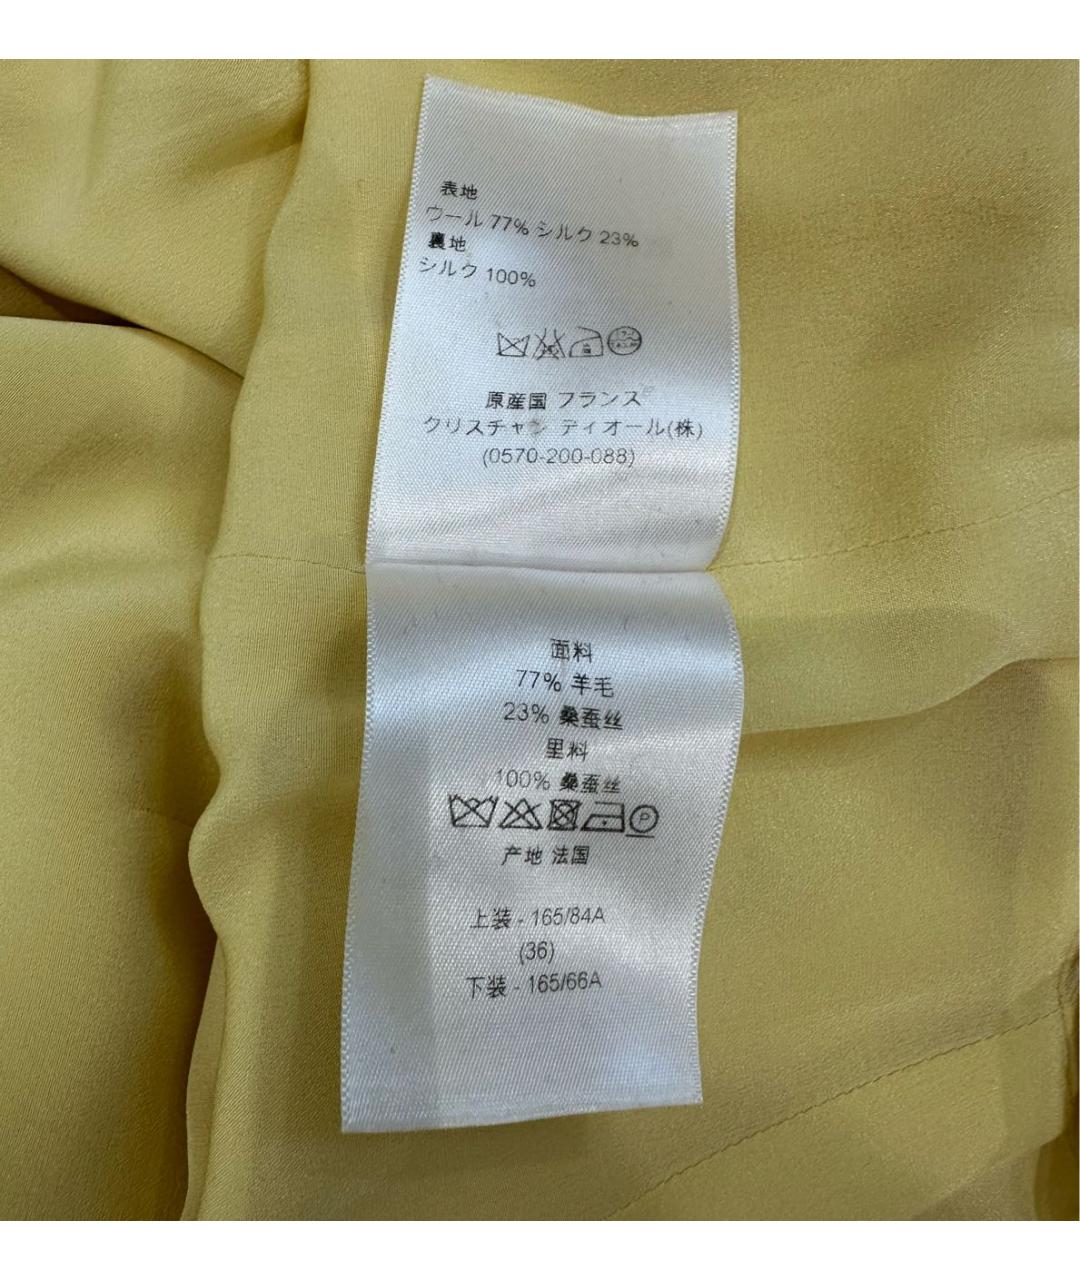 表地
ウール 77% シルク 23%
裏地
シルク 100%
原産国 フランス
クリスチャン ディオール(株)
(0570-200-088)
面料
77% 羊毛
23% 桑蚕丝
里料
100% 桑蚕丝
P
产地 法国
上装 - 165/84A
(36)
下装 - 165/66A